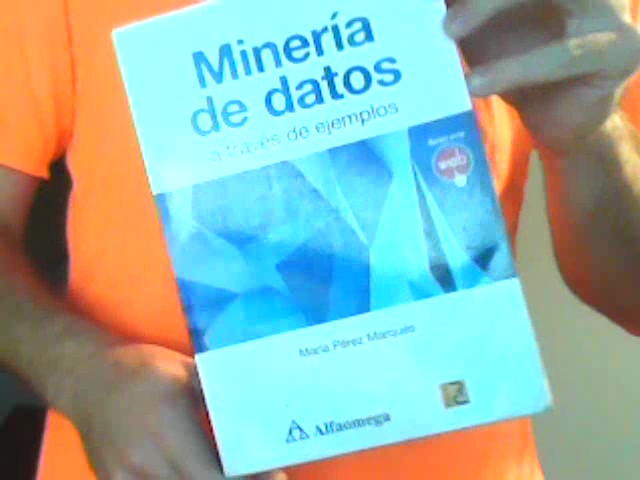 Minería
de datos
a través de ejemplos
web
María Pérez Marqués
Alfaomega